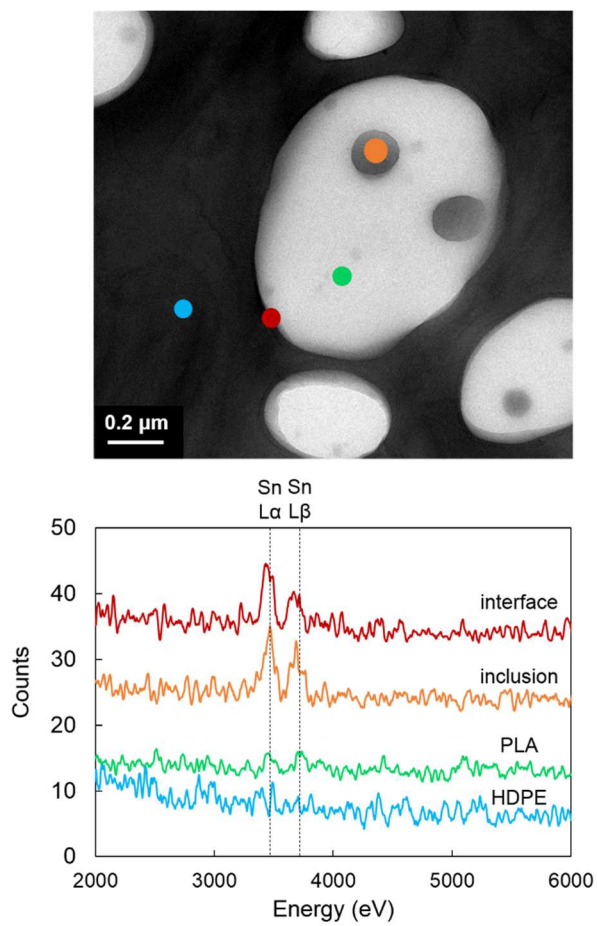 0.2 µm
Sn Sn
Lα Lβ
50
40
30
20
10
0
Counts
interface
inclusion
PLA
HDPE
2000 3000 4000 5000 6000
Energy (eV)